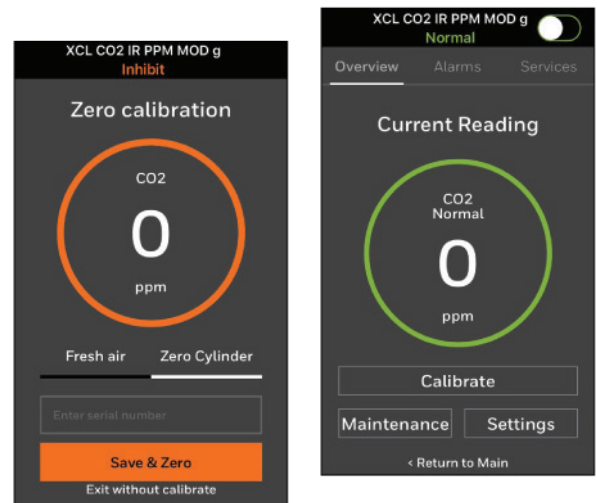 XCL CO2 IR PPM MOD g
Inhibit
Zero calibration
CO2
0
ppm
Fresh air Zero Cylinder
Enter serial number
Save & Zero
Exit without calibrate
XCL CO2 IR PPM MOD g
Normal
Overview Alarms Services
Current Reading
CO2
Normal
0
ppm
Calibrate
Maintenance Settings
< Return to Main